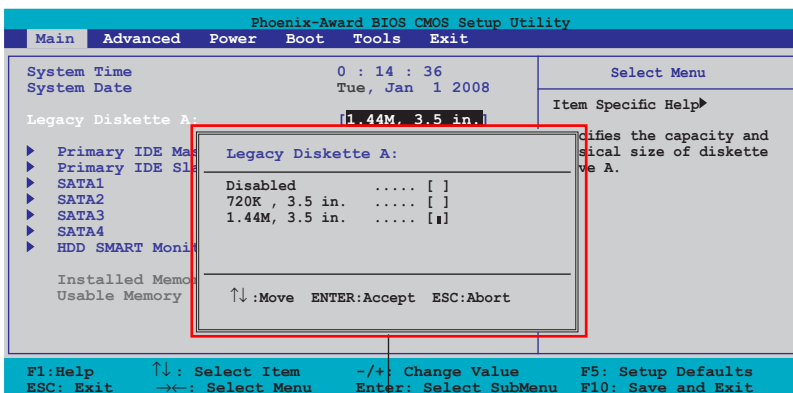 Phoenix-Award BIOS CMOS Setup Utility
Main Advanced Power Boot Tools Exit
System Time 0 : 14 : 36
System Date Tue, Jan 1 2008
Legacy Diskette A: [1.44M, 3.5 in.]
Primary IDE Mas
Primary IDE Sla
SATA1
SATA2
SATA3
SATA4
HDD SMART Monit
Installed Memo
Usable Memory
Legacy Diskette A:
Disabled ..... [ ]
720K , 3.5 in. ..... [ ]
1.44M, 3.5 in. ..... [▮]
↑↓ :Move ENTER:Accept ESC:Abort
Select Menu
Item Specific Help▶
cifies the capacity and
sical size of diskette
ve A.
F1:Help ↑↓ : Select Item -/+: Change Value F5: Setup Defaults
ESC: Exit →←: Select Menu Enter: Select SubMenu F10: Save and Exit